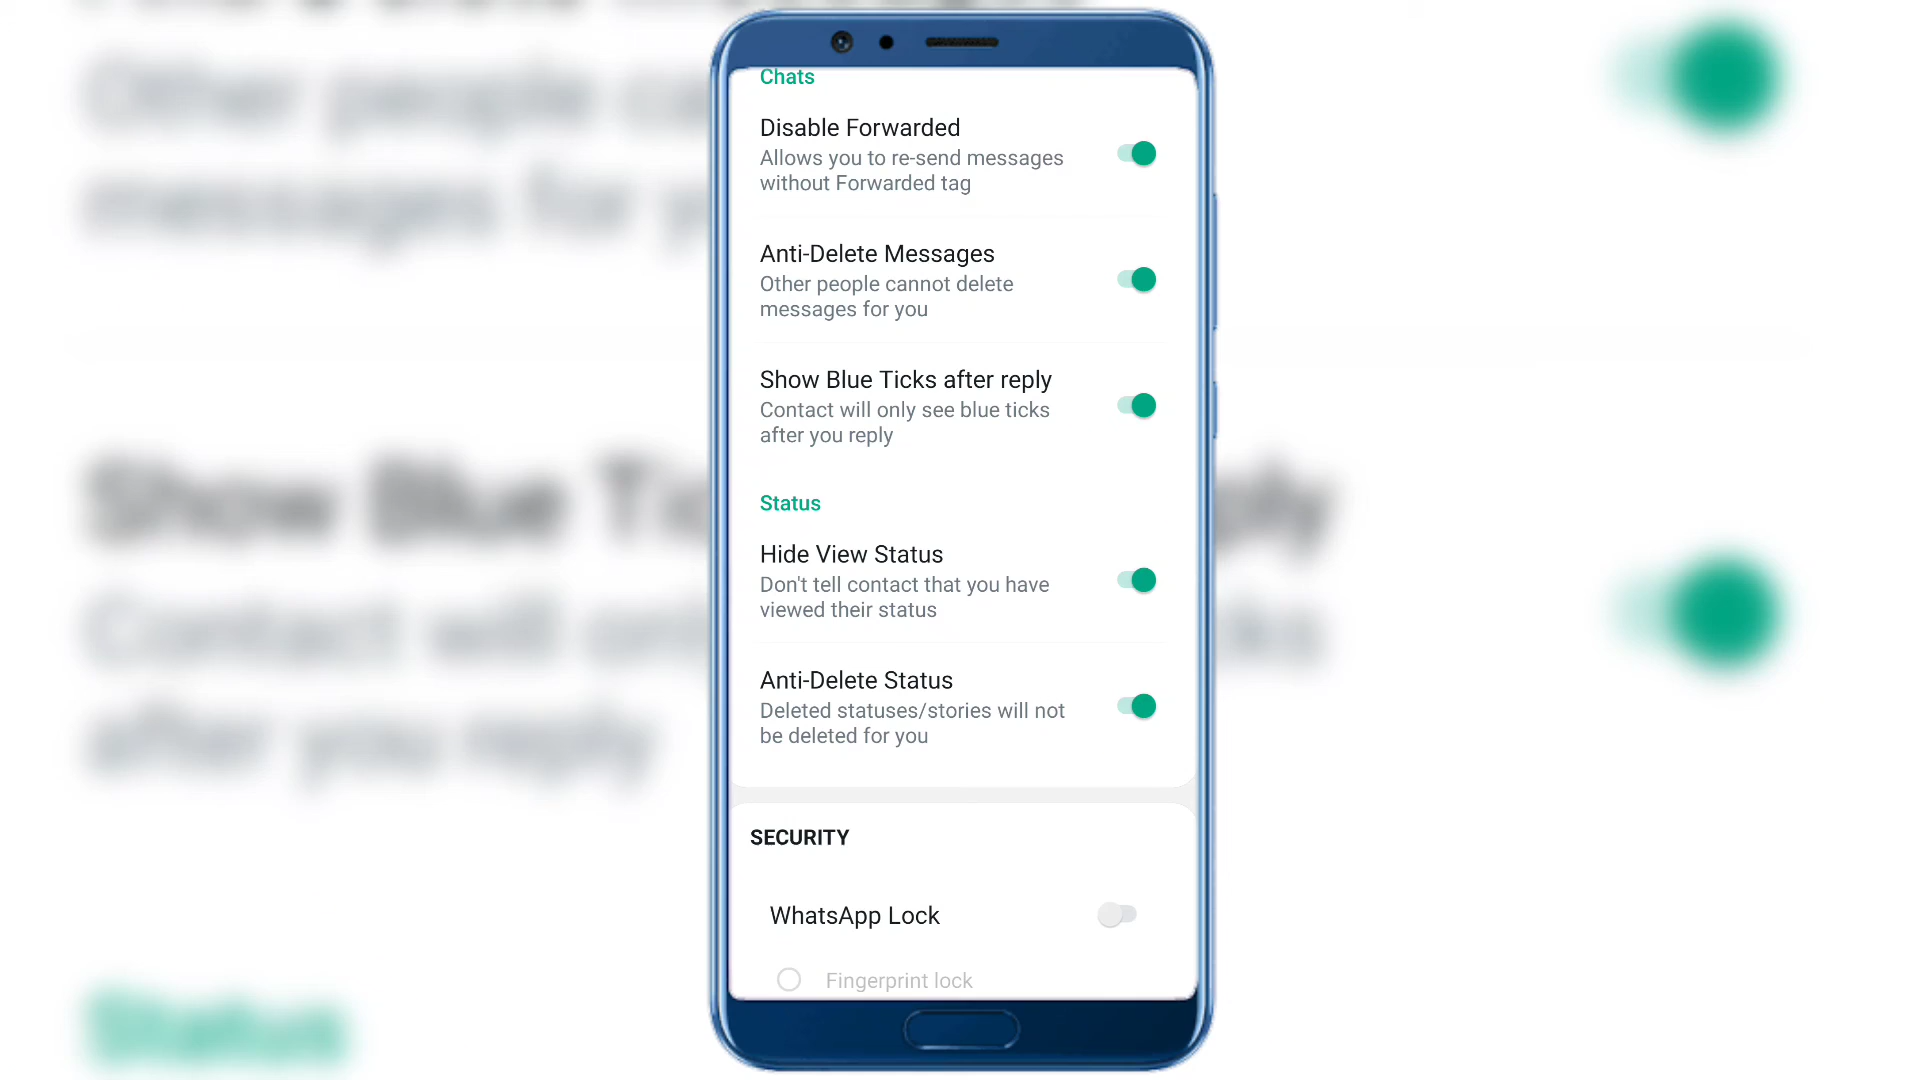 Chats
Disable Forwarded
Allows you to re-send messages
without Forwarded tag
Anti-Delete Messages
Other people cannot delete
messages for you
Show Blue Ticks after reply
Contact will only see blue ticks
after you reply
Status
Hide View Status
Don't tell contact that you have
viewed their status
Anti-Delete Status
Deleted statuses/stories will not
be deleted for you
SECURITY
WhatsApp Lock
Fingerprint lock